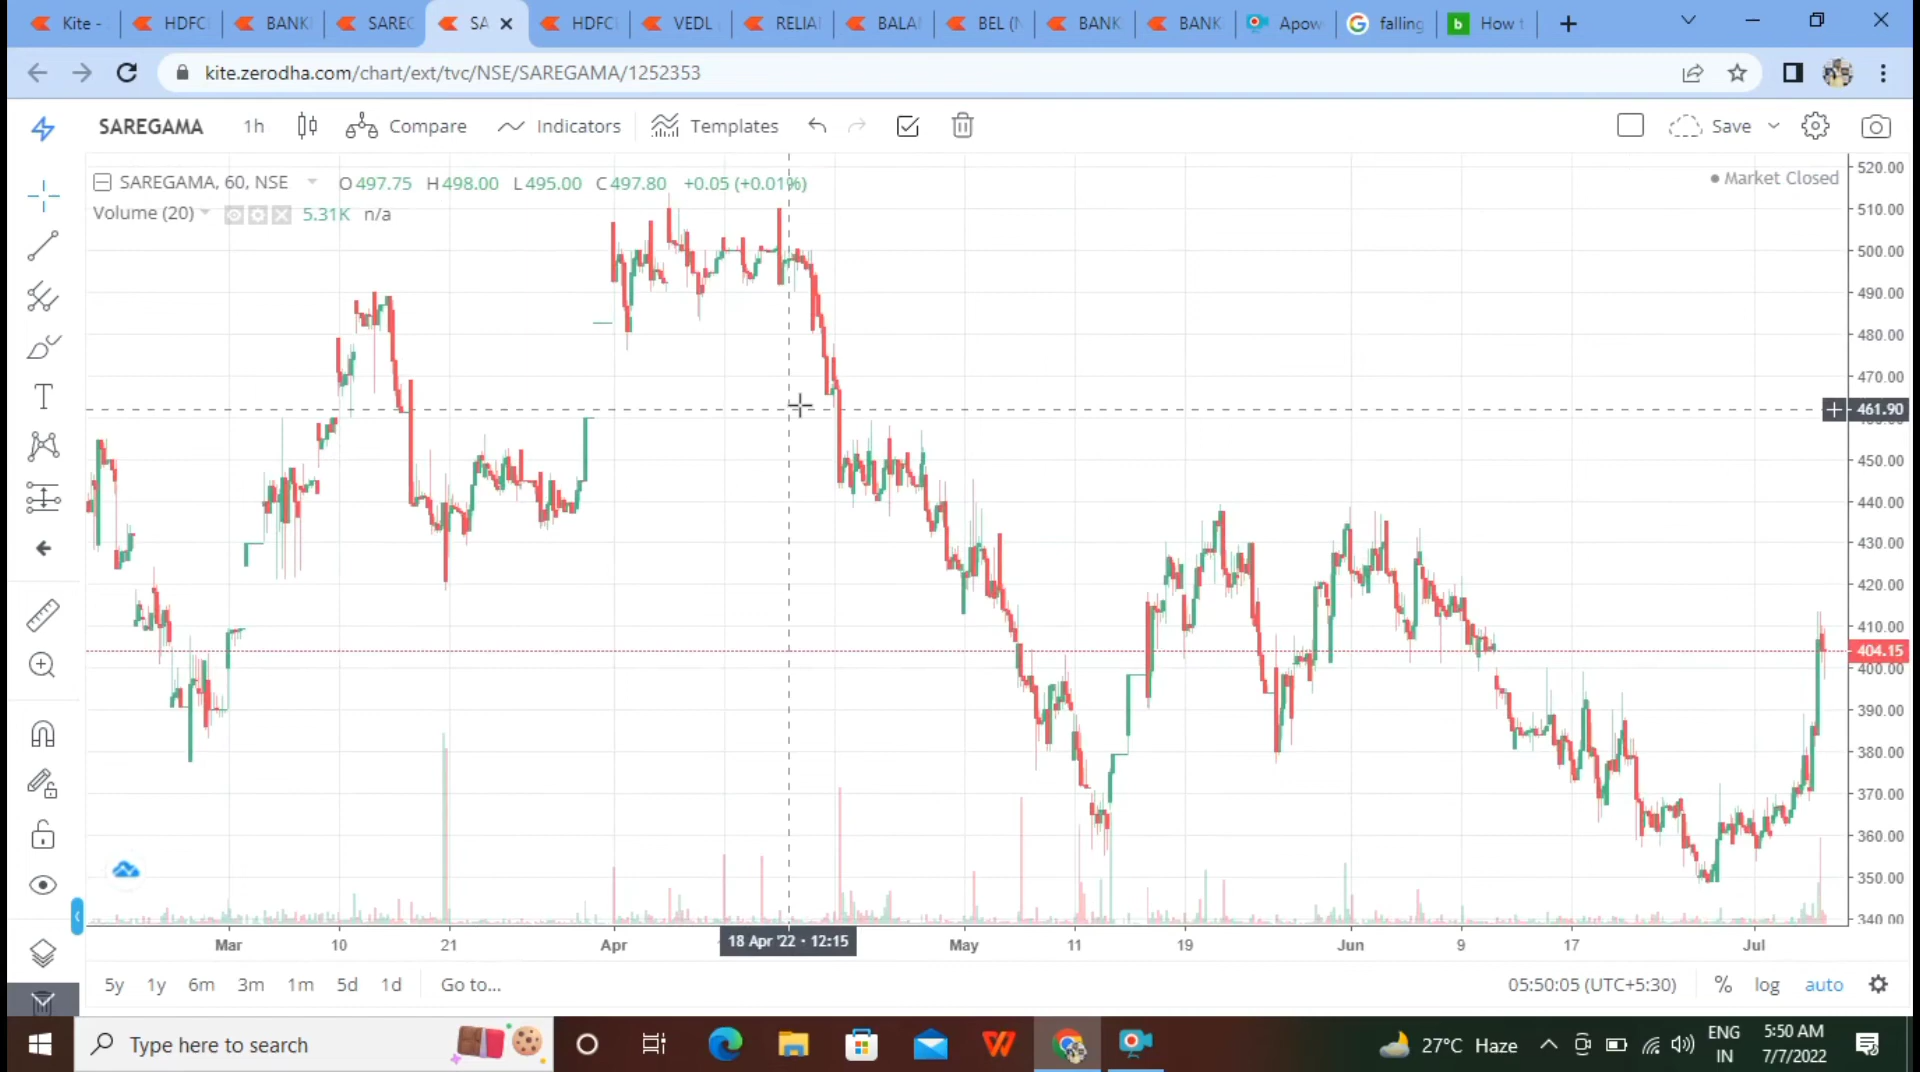 Kite - HDFC BANK SAREG SA HDFC VEDL RELIA BALA BEL (N BANK BANK Apow falling How t
kite.zerodha.com/chart/ext/tvc/NSE/SAREGAMA/1252353
SAREGAMA 1h Compare Indicators Templates Save
SAREGAMA, 60, NSE O497.75 H498.00 L495.00 C497.80 +0.05 (+0.01%)
Market Closed
Volume (20) 5.31K n/a
520.00
510.00
500.00
490.00
480.00
470.00
461.90
450.00
440.00
430.00
420.00
410.00
404.15
400.00
390.00
380.00
370.00
360.00
350.00
340.00
Mar 10 21 Apr 18 Apr '22 · 12:15 May 11 19 Jun 9 17 Jul
5y 1y 6m 3m 1m 5d 1d Go to... 05:50:05 (UTC+5:30) % log auto
Type here to search
27°C Haze
ENG
IN
5:50 AM
7/7/2022